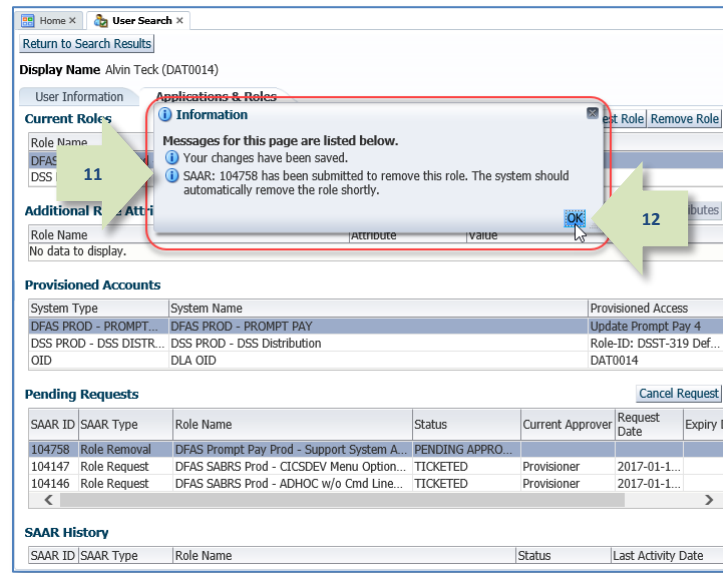 Home × User Search ×
Return to Search Results
Display Name Alvin Teck (DAT0014)
User Information Applications & Roles
Current Roles Role Remove Role
Information
Messages for this page are listed below.
Your changes have been saved.
SAAR: 104758 has been submitted to remove this role. The system should
automatically remove the role shortly.
OK
11
12
Role Name
DFAS
DSS
Additional
Role Name Attribute Value
No data to display.
Provisioned Accounts
System Type System Name Provisioned Access
DFAS PROD - PROMPT... DFAS PROD - PROMPT PAY Update Prompt Pay 4
DSS PROD - DSS DISTR... DSS PROD - DSS Distribution Role-ID: DSST-319 Def...
OID DLA OID DAT0014
Pending Requests Cancel Request
SAAR ID SAAR Type Role Name Status Current Approver Request Date Expiry
104758 Role Removal DFAS Prompt Pay Prod - Support System A... PENDING APPRO...
104147 Role Request DFAS SABRS Prod - CICSDEV Menu Option... TICKETED Provisioner 2017-01-1...
104146 Role Request DFAS SABRS Prod - ADHOC w/o Cmd Line... TICKETED Provisioner 2017-01-1...
SAAR History
SAAR ID SAAR Type Role Name Status Last Activity Date